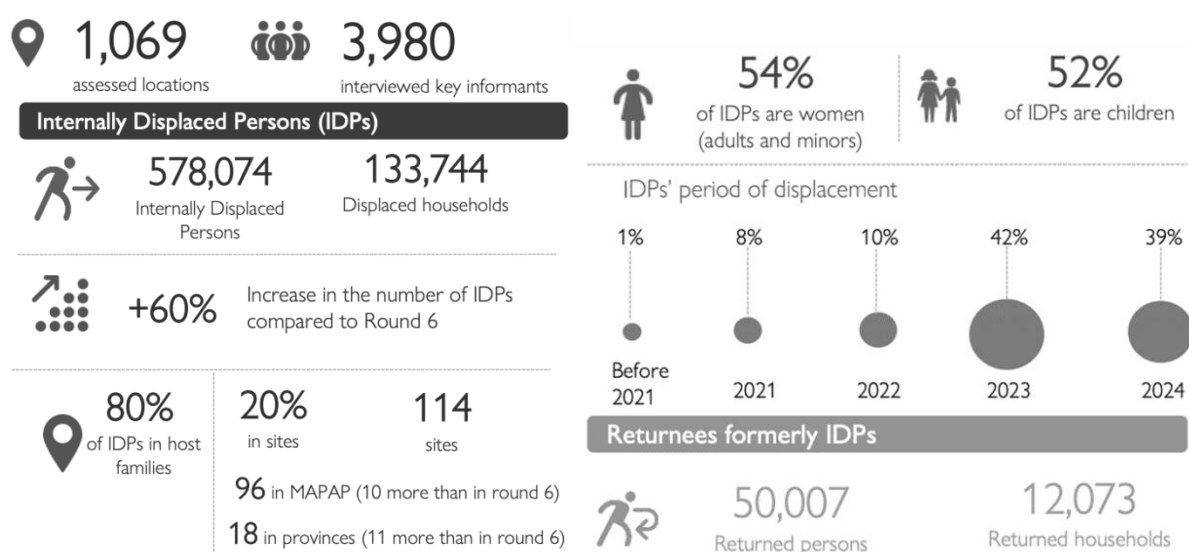 1,069
assessed locations
3,980
interviewed key informants
Internally Displaced Persons (IDPs)
578,074
Internally Displaced
Persons
133,744
Displaced households
+60%
Increase in the number of IDPs
compared to Round 6
80%
of IDPs in host
families
20%
in sites
114
sites
96 in MAPAP (10 more than in round 6)
18 in provinces (11 more than in round 6)
54%
of IDPs are women
(adults and minors)
52%
of IDPs are children
IDPs' period of displacement
1% 8% 10% 42% 39%
Before
2021
2021 2022 2023 2024
Returnees formerly IDPs
50,007
Returned persons
12,073
Returned households